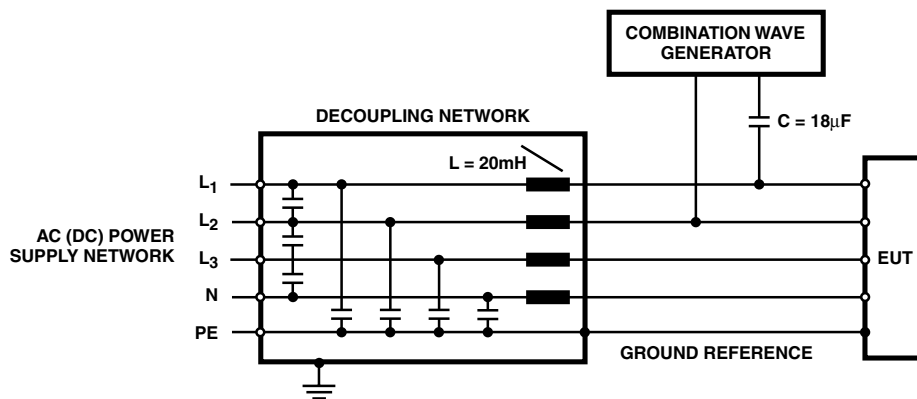 COMBINATION WAVE
GENERATOR
DECOUPLING NETWORK
C = 18μF
L = 20mH
L1
L2
AC (DC) POWER
SUPPLY NETWORK
L3
EUT
N
PE
GROUND REFERENCE